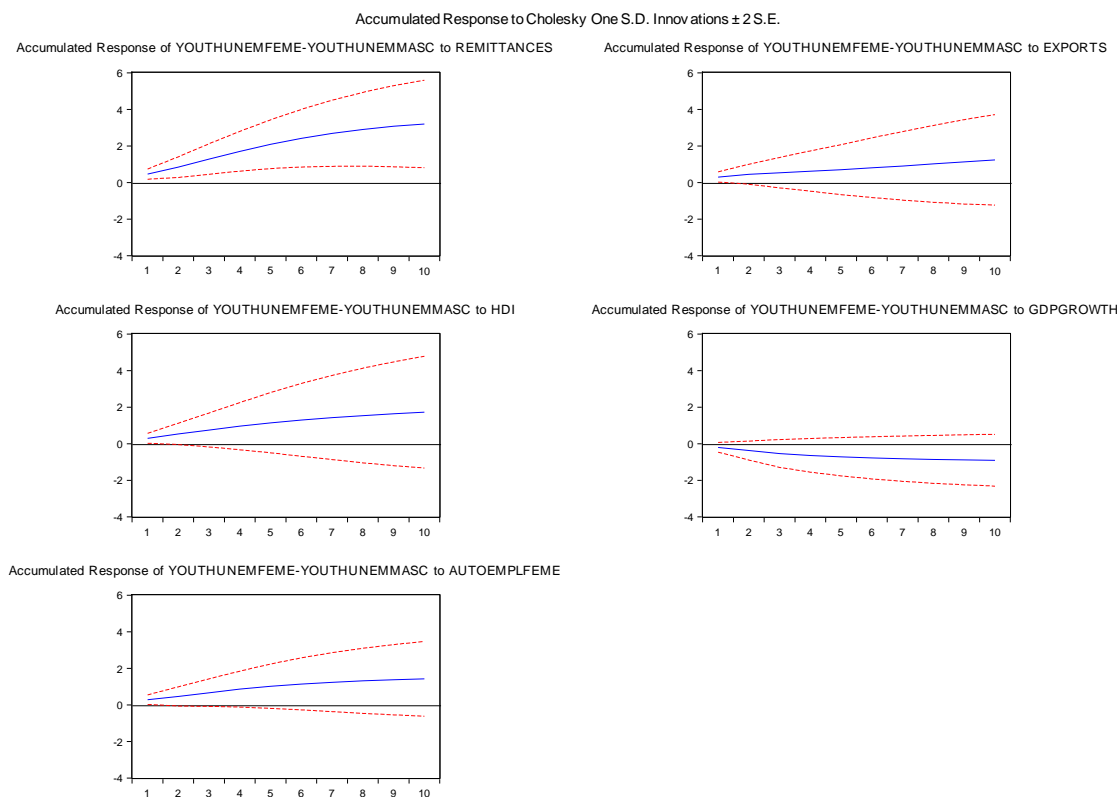 Accumulated Response to Cholesky One S.D. Innovations ± 2 S.E.
Accumulated Response of YOUTHUNEMFEME-YOUTHUNEMMASC to REMITTANCES
6
4
2
0
-2
-4
1 2 3 4 5 6 7 8 9 10
Accumulated Response of YOUTHUNEMFEME-YOUTHUNEMMASC to EXPORTS
6
4
2
0
-2
-4
1 2 3 4 5 6 7 8 9 10
Accumulated Response of YOUTHUNEMFEME-YOUTHUNEMMASC to HDI
6
4
2
0
-2
-4
1 2 3 4 5 6 7 8 9 10
Accumulated Response of YOUTHUNEMFEME-YOUTHUNEMMASC to GDPGROWTH
6
4
2
0
-2
-4
1 2 3 4 5 6 7 8 9 10
Accumulated Response of YOUTHUNEMFEME-YOUTHUNEMMASC to AUTOEMPLFEME
6
4
2
0
-2
-4
1 2 3 4 5 6 7 8 9 10